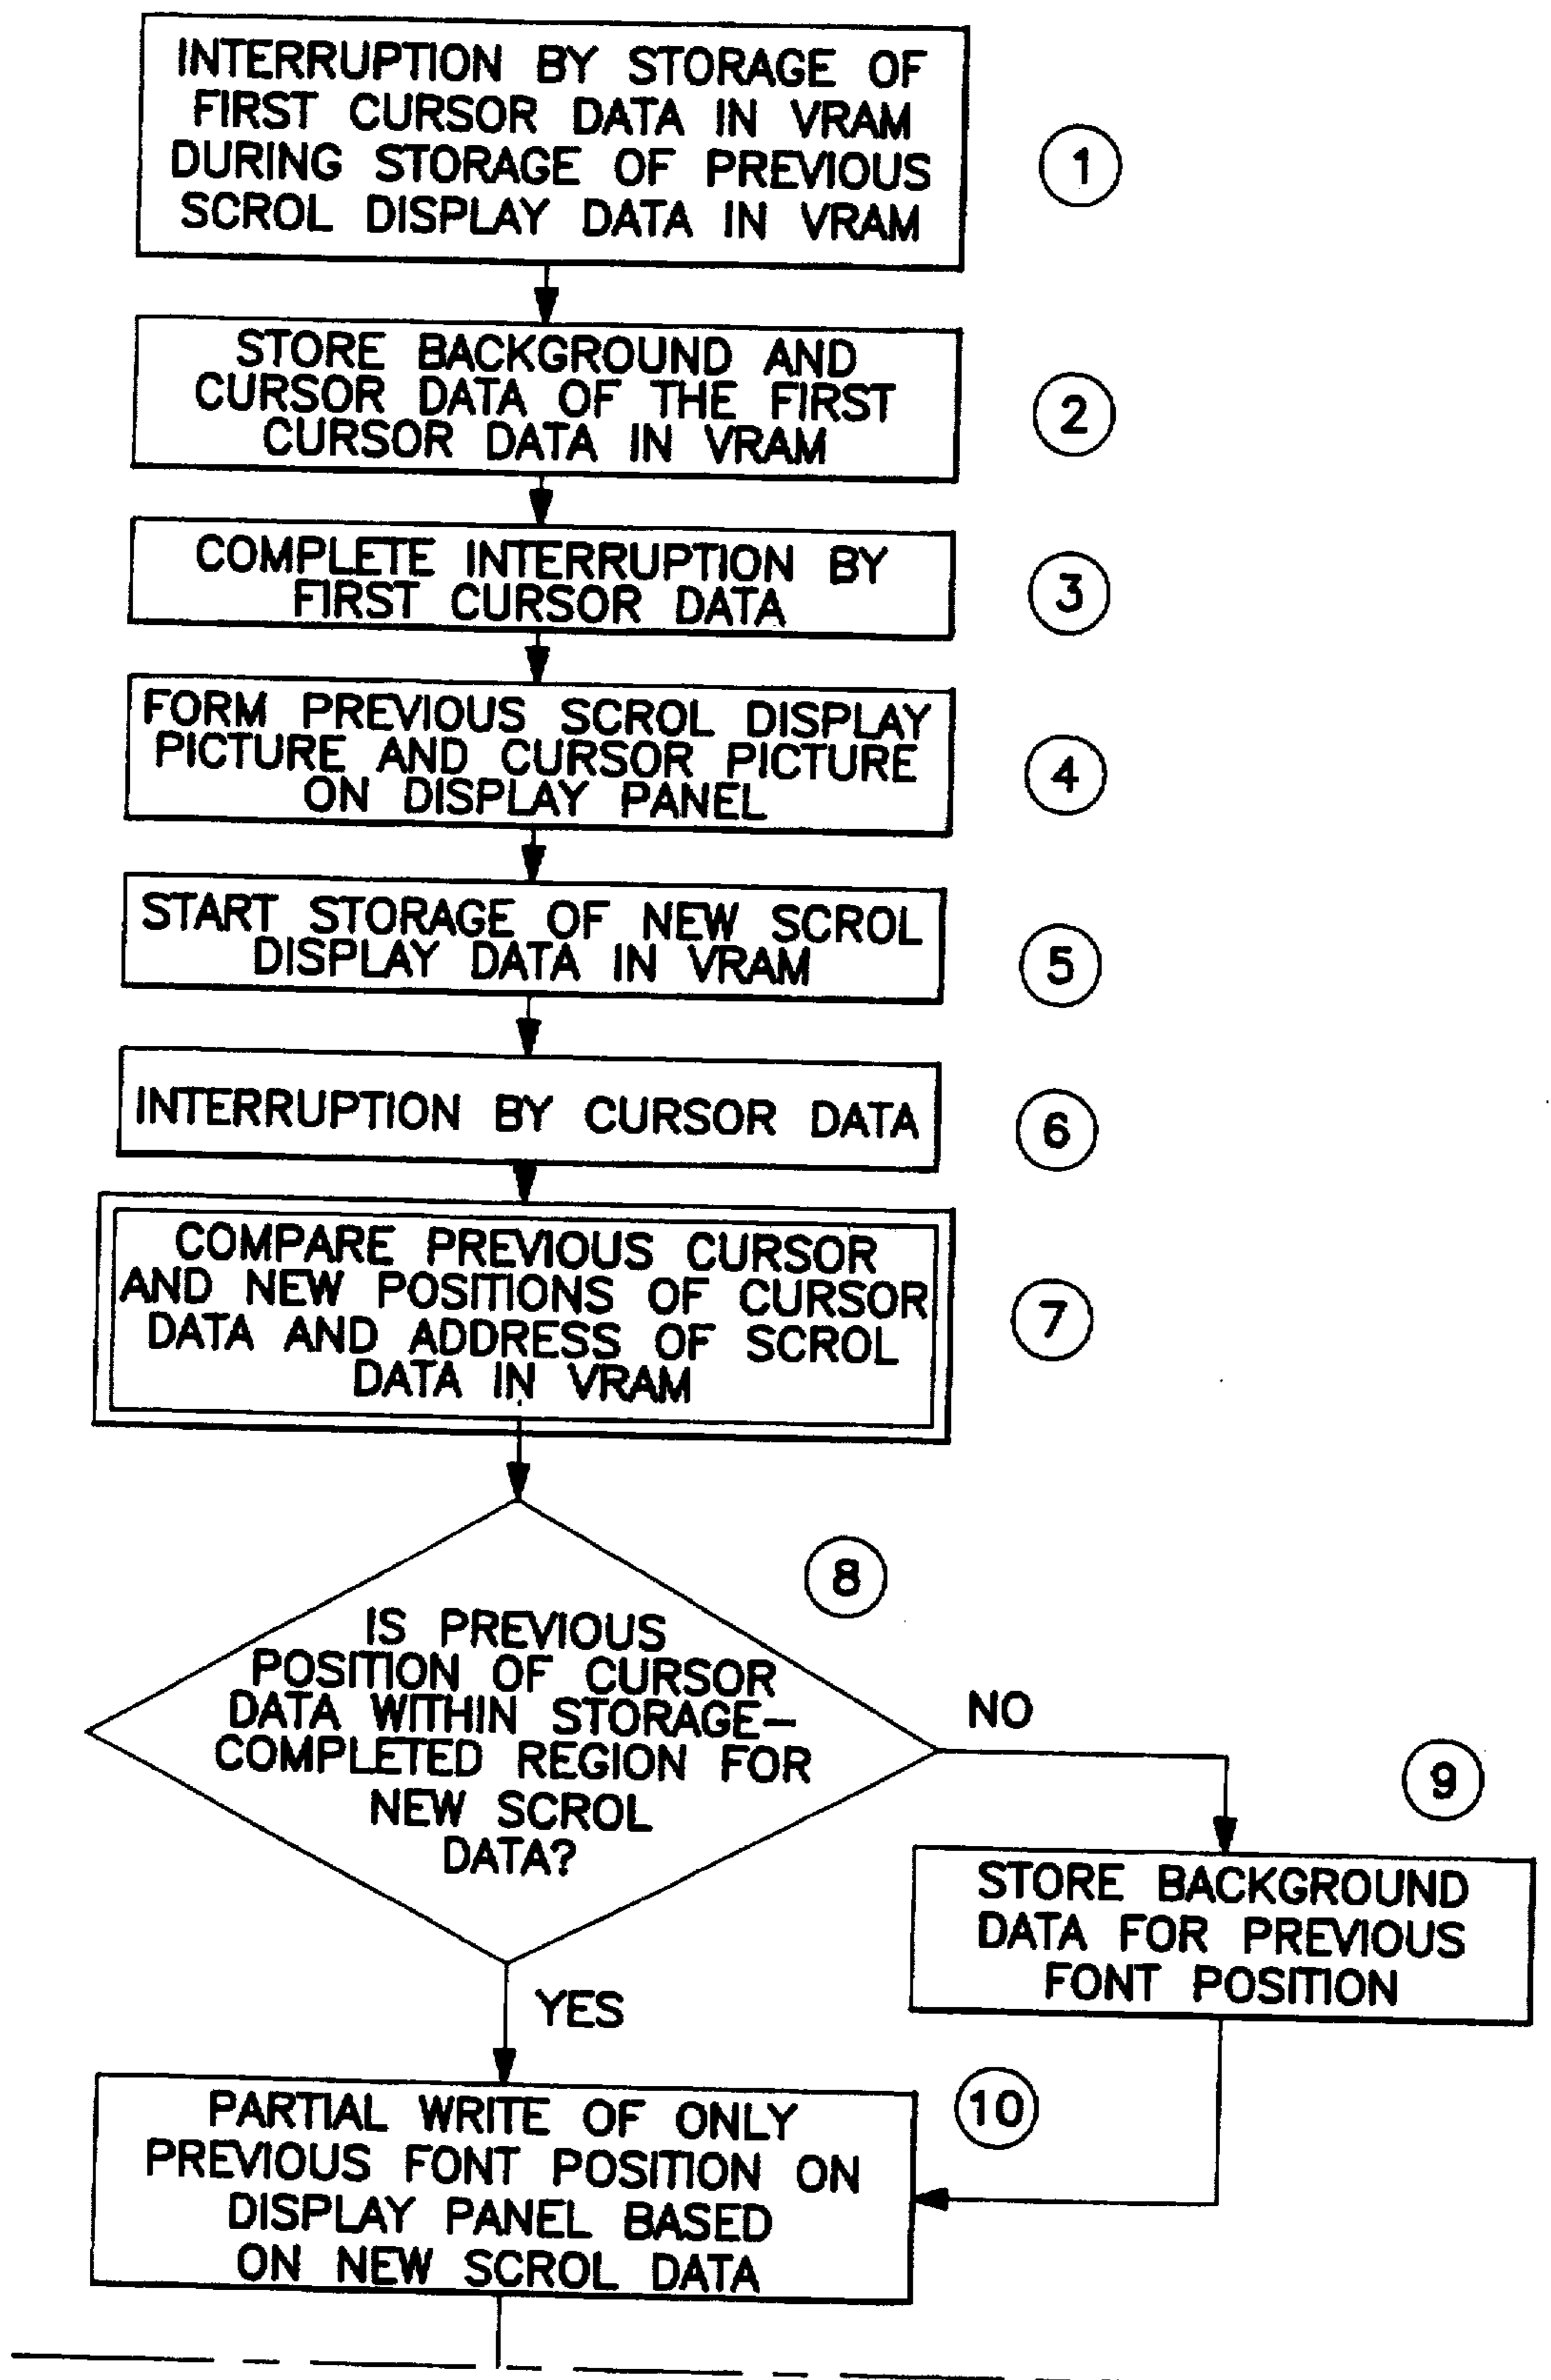 INTERRUPTION BY STORAGE OF
FIRST CURSOR DATA IN VRAM
DURING STORAGE OF PREVIOUS
SCROL DISPLAY DATA IN VRAM
1
STORE BACKGROUND AND
CURSOR DATA OF THE FIRST
CURSOR DATA IN VRAM
2
COMPLETE INTERRUPTION BY
FIRST CURSOR DATA
3
FORM PREVIOUS SCROL DISPLAY
PICTURE AND CURSOR PICTURE
ON DISPLAY PANEL
4
START STORAGE OF NEW SCROL
DISPLAY DATA IN VRAM
5
INTERRUPTION BY CURSOR DATA
6
COMPARE PREVIOUS CURSOR
AND NEW POSITIONS OF CURSOR
DATA AND ADDRESS OF SCROL
DATA IN VRAM
7
8
IS PREVIOUS
POSITION OF CURSOR
DATA WITHIN STORAGE-
COMPLETED REGION FOR
NEW SCROL
DATA?
NO
9
STORE BACKGROUND
DATA FOR PREVIOUS
FONT POSITION
YES
10
PARTIAL WRITE OF ONLY
PREVIOUS FONT POSITION ON
DISPLAY PANEL BASED
ON NEW SCROL DATA